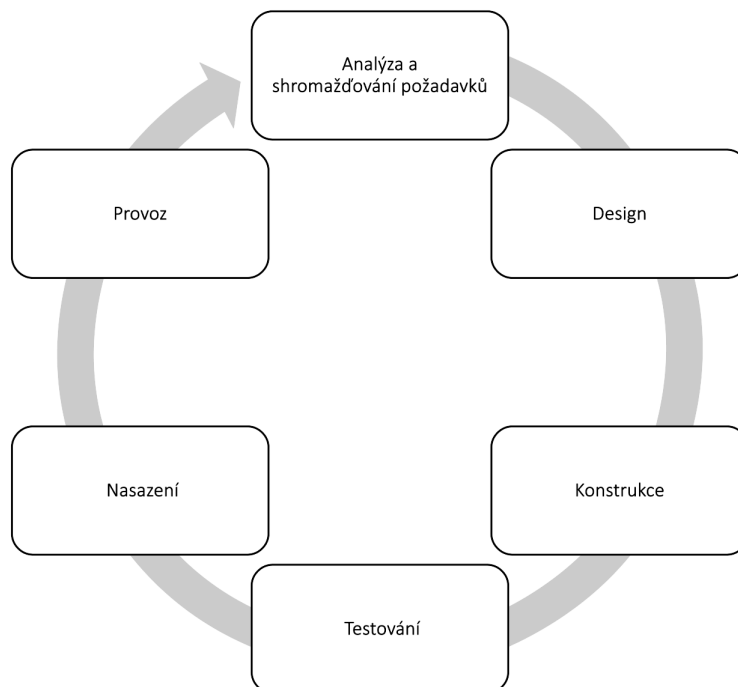 Analýza a
shromažďování požadavků
Design
Konstrukce
Testování
Nasazení
Provoz